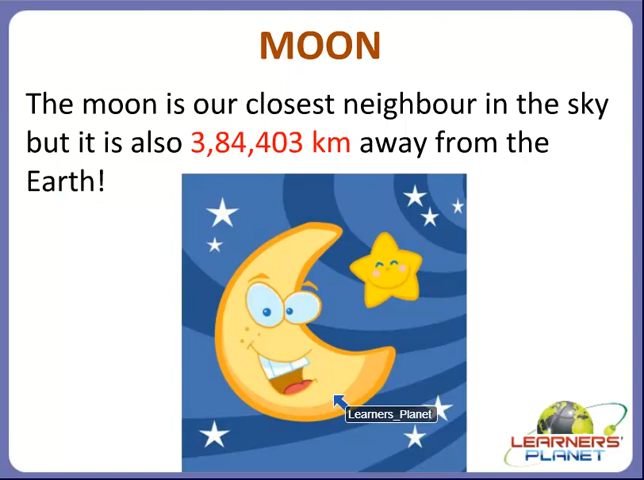 MOON
The moon is our closest neighbour in the sky
but it is also 3,84,403 km away from the
Earth!
Learners_Planet
LEARNERS'
PLANET